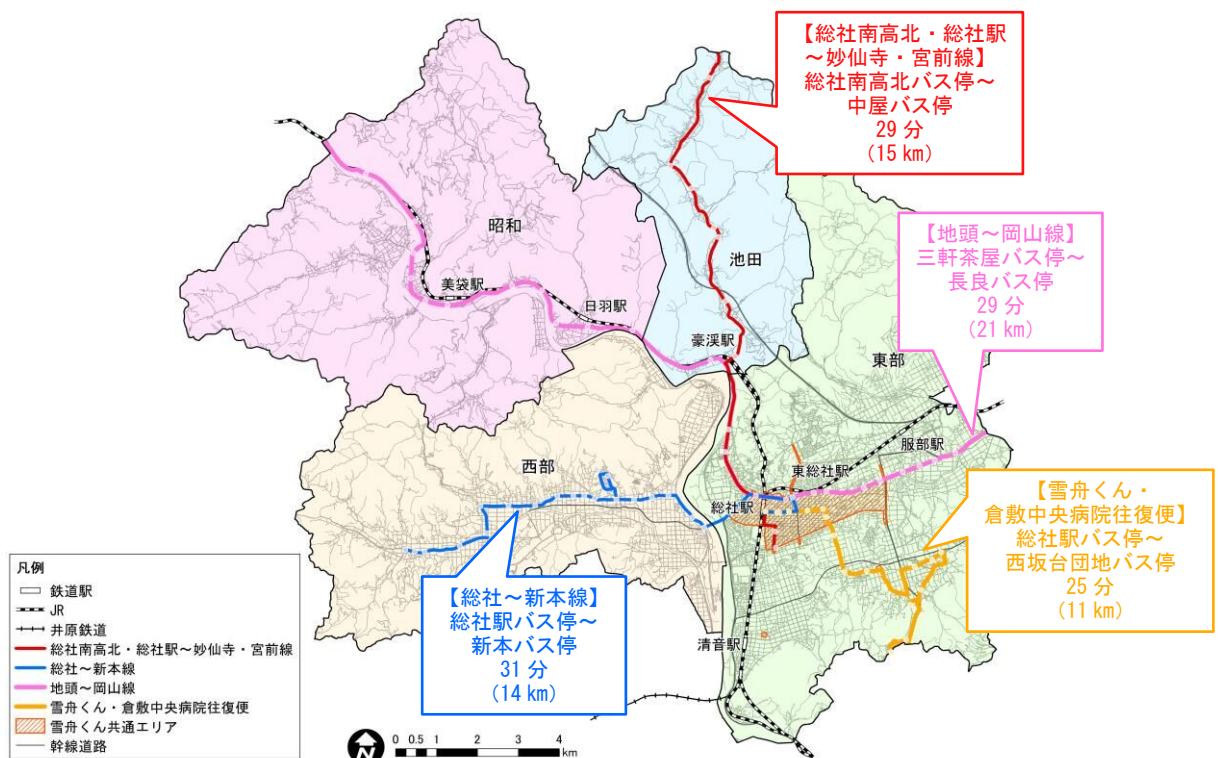 【総社南高北・総社駅
～妙仙寺・宮前線】
総社南高北バス停～
中屋バス停
29 分
(15 km)
【地頭～岡山線】
三軒茶屋バス停～
長良バス停
29 分
(21 km)
昭和
池田
美袋駅
日羽駅
豪渓駅
東部
服部駅
西部
東総社駅
総社駅
【雪舟くん・
倉敷中央病院往復便】
総社駅バス停～
西坂台団地バス停
25 分
(11 km)
【総社～新本線】
総社駅バス停～
新本バス停
31 分
(14 km)
清音駅
凡例
鉄道駅
JR
井原鉄道
総社南高北・総社駅～妙仙寺・宮前線
総社～新本線
地頭～岡山線
雪舟くん・倉敷中央病院往復便
雪舟くん共通エリア
幹線道路
N
0 0.5 1 2 3 4
km